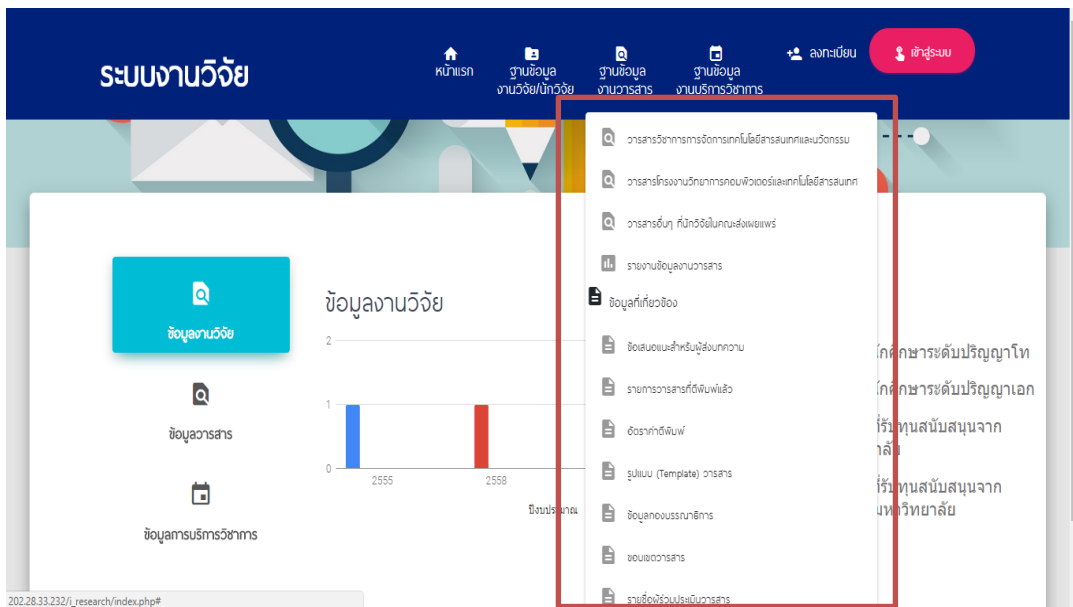 ระบบงานวิจัย
หน้าแรก
ฐานข้อมูล
งานวิจัย/นักวิจัย
ฐานข้อมูล
งานวารสาร
ฐานข้อมูล
งานบริการวิชาการ
ลงทะเบียน
เข้าสู่ระบบ
วารสารวิชาการการจัดการเทคโนโลยีสารสนเทศและนวัตกรรม
วารสารโครงงานวิทยาการคอมพิวเตอร์และเทคโนโลยีสารสนเทศ
วารสารอื่นๆ ที่นักวิจัยในคณะส่งเผยแพร่
รายงานข้อมูลงานวารสาร
ข้อมูลที่เกี่ยวข้อง
ข้อเสนอแนะสำหรับผู้ส่งบทความ
รายการวารสารที่ตีพิมพ์แล้ว
อัตราค่าตีพิมพ์
รูปแบบ (Template) วารสาร
ข้อมูลกองบรรณาธิการ
ขอบเขตวารสาร
รายชื่อผู้ร่วมประเมินวารสาร
ข้อมูลงานวิจัย
ข้อมูลวารสาร
ข้อมูลการบริการวิชาการ
ข้อมูลงานวิจัย
2
1
0
2555
2558
ปีงบประมาณ
นักศึกษาระดับปริญญาโท
นักศึกษาระดับปริญญาเอก
ที่รับทุนสนับสนุนจาก
ที่รับทุนสนับสนุนจาก
มหาวิทยาลัย
202.28.33.232/i_research/index.php#